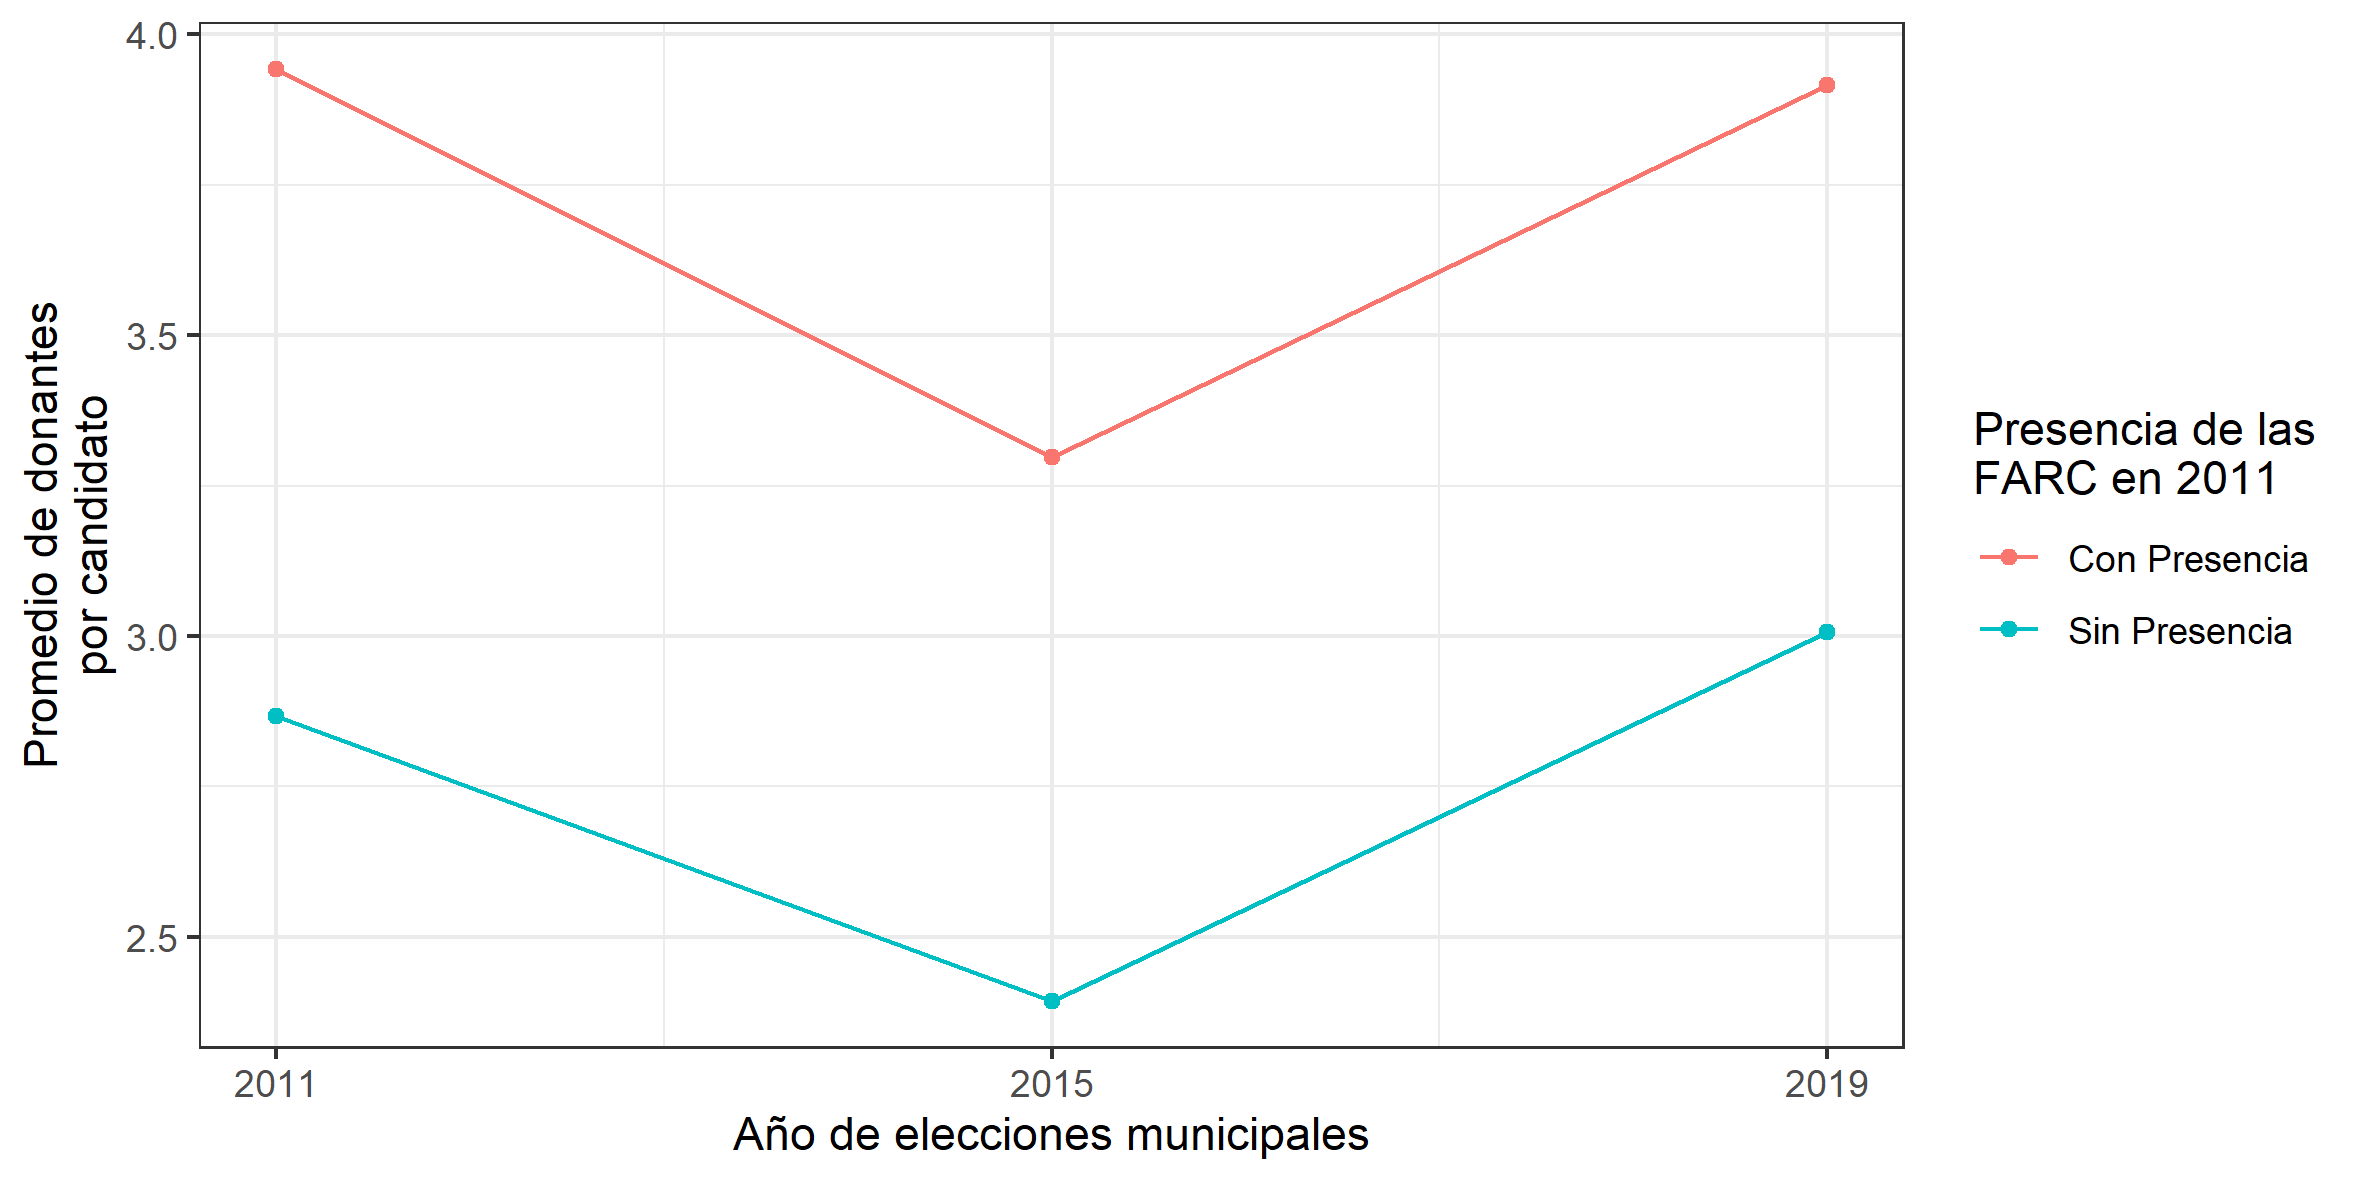 4.0
3.5
3.0
2.5
Promedio de donantes
por candidato
2011
2015
2019
Año de elecciones municipales
Presencia de las
FARC en 2011
Con Presencia
Sin Presencia